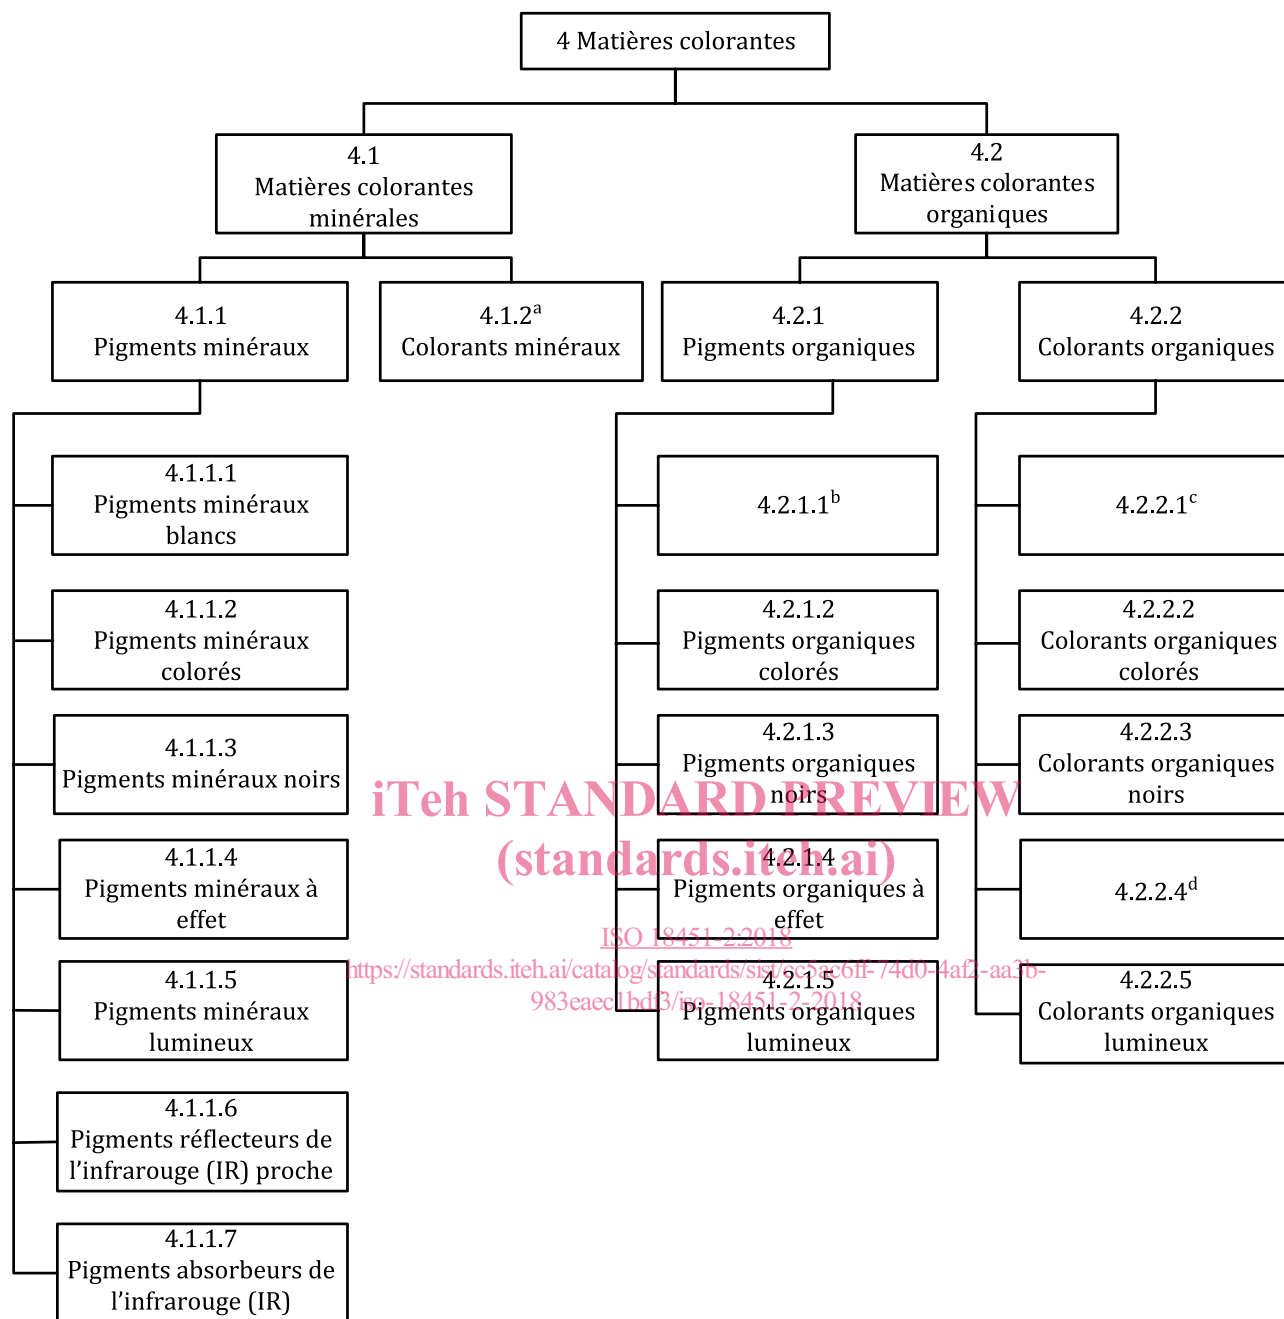 4 Matières colorantes
4.1
Matières colorantes
minérales
4.2
Matières colorantes
organiques
4.1.1
Pigments minéraux
4.1.2a
Colorants minéraux
4.2.1
Pigments organiques
4.2.2
Colorants organiques
4.1.1.1
Pigments minéraux
blancs
4.2.1.1b
4.2.2.1c
4.1.1.2
Pigments minéraux
colorés
4.2.1.2
Pigments organiques
colorés
4.2.2.2
Colorants organiques
colorés
4.1.1.3
Pigments minéraux noirs
4.2.1.3
Pigments organiques
noirs
4.2.2.3
Colorants organiques
noirs
iTeh STANDARD PREVIEW
(standards.iteh.ai)
4.1.1.4
Pigments minéraux à
effet
4.2.1.4
Pigments organiques à
effet
4.2.2.4d
ISO 18451-2:2018
https://standards.iteh.ai/catalog/standards/sist/cc5ac6ff-74d0-4af2-aa3b-
983eaec1bdf3/iso-18451-2-2018
4.1.1.5
Pigments minéraux
lumineux
4.2.1.5
Pigments organiques
lumineux
4.2.2.5
Colorants organiques
lumineux
4.1.1.6
Pigments réflecteurs de
l’infrarouge (IR) proche
4.1.1.7
Pigments absorbeurs de
l’infrarouge (IR)